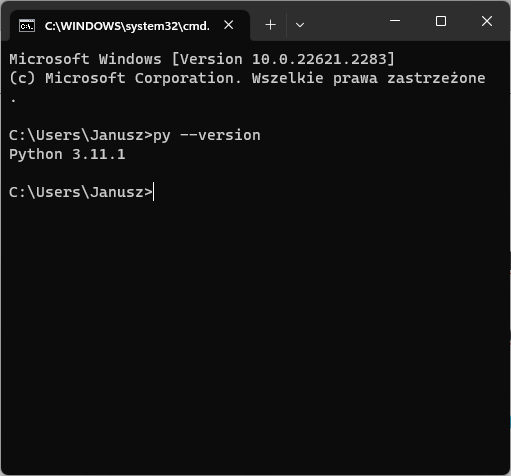 C:\WINDOWS\system32\cmd.
Microsoft Windows [Version 10.0.22621.2283]
(c) Microsoft Corporation. Wszelkie prawa zastrzeżone
.
C:\Users\Janusz>py --version
Python 3.11.1
C:\Users\Janusz>